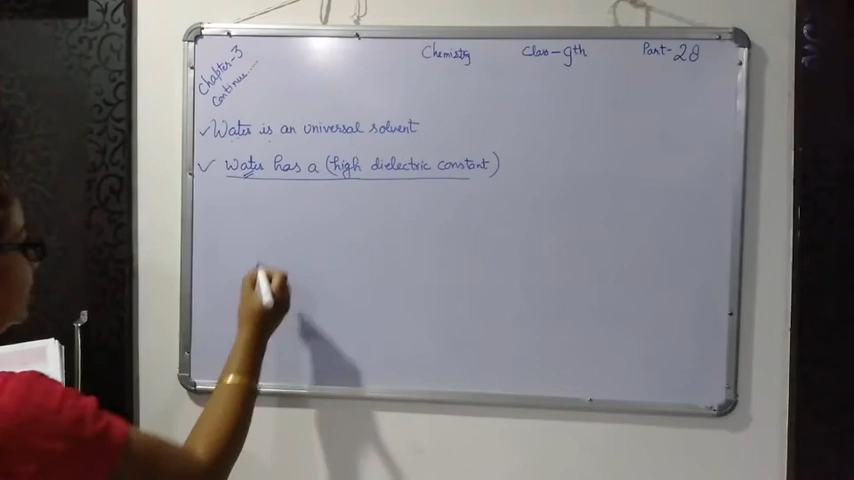 Chemistry Class-9th Part-28
Chapter-3
continue....
✓ Water is an universal solvent
✓ Water has a (high dielectric constant)